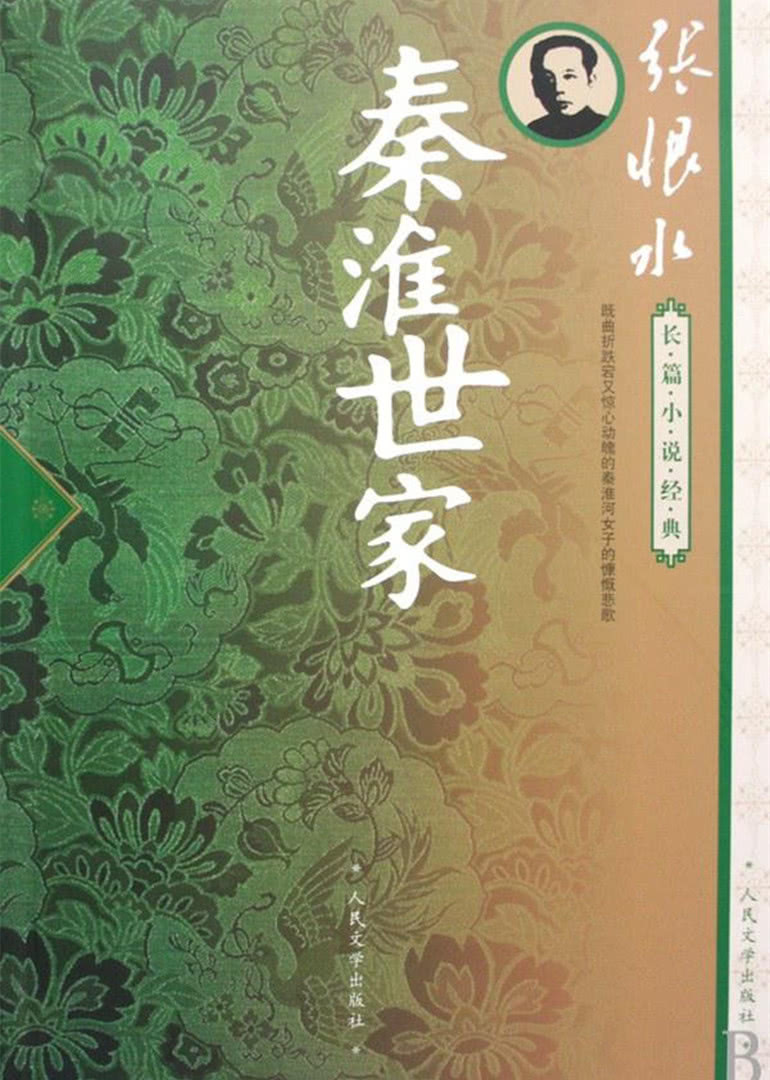 张恨水
长·篇·小·说·经·典
既曲折跌宕又惊心动魄的秦淮河女子的慷慨悲歌
秦淮世家
人民文学出版社
人民文学出版社
B